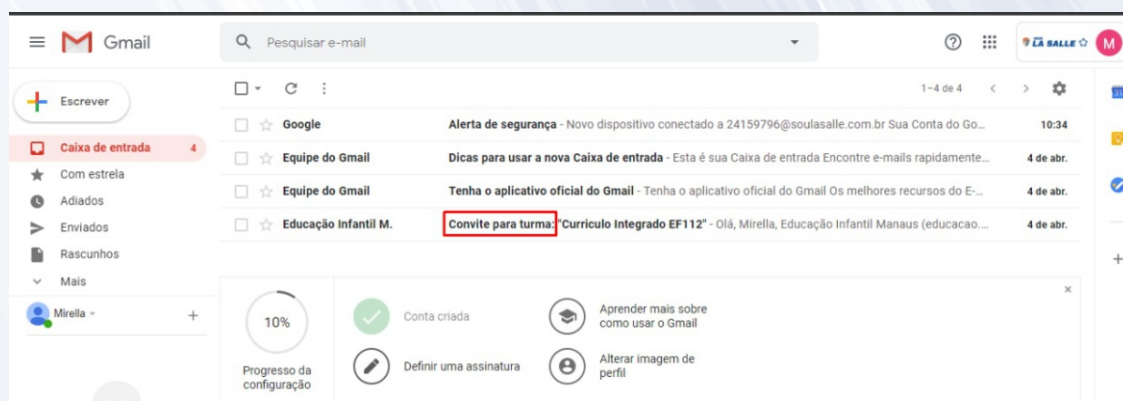 Gmail
Pesquisar e-mail
LA SALLE
M
Escrever
1–4 de 4
Caixa de entrada 4
Com estrela
Adiados
Enviados
Rascunhos
Mais
Mirella
Google Alerta de segurança - Novo dispositivo conectado a 24159796@soulasalle.com.br Sua Conta do Go... 10:34
Equipe do Gmail Dicas para usar a nova Caixa de entrada - Esta é sua Caixa de entrada Encontre e-mails rapidamente... 4 de abr.
Equipe do Gmail Tenha o aplicativo oficial do Gmail - Tenha o aplicativo oficial do Gmail Os melhores recursos do E-... 4 de abr.
Educação Infantil M. Convite para turma: "Curriculo Integrado EF112" - Olá, Mirella, Educação Infantil Manaus (educacao.... 4 de abr.
10%
Progresso da
configuração
Conta criada
Definir uma assinatura
Aprender mais sobre
como usar o Gmail
Alterar imagem de
perfil